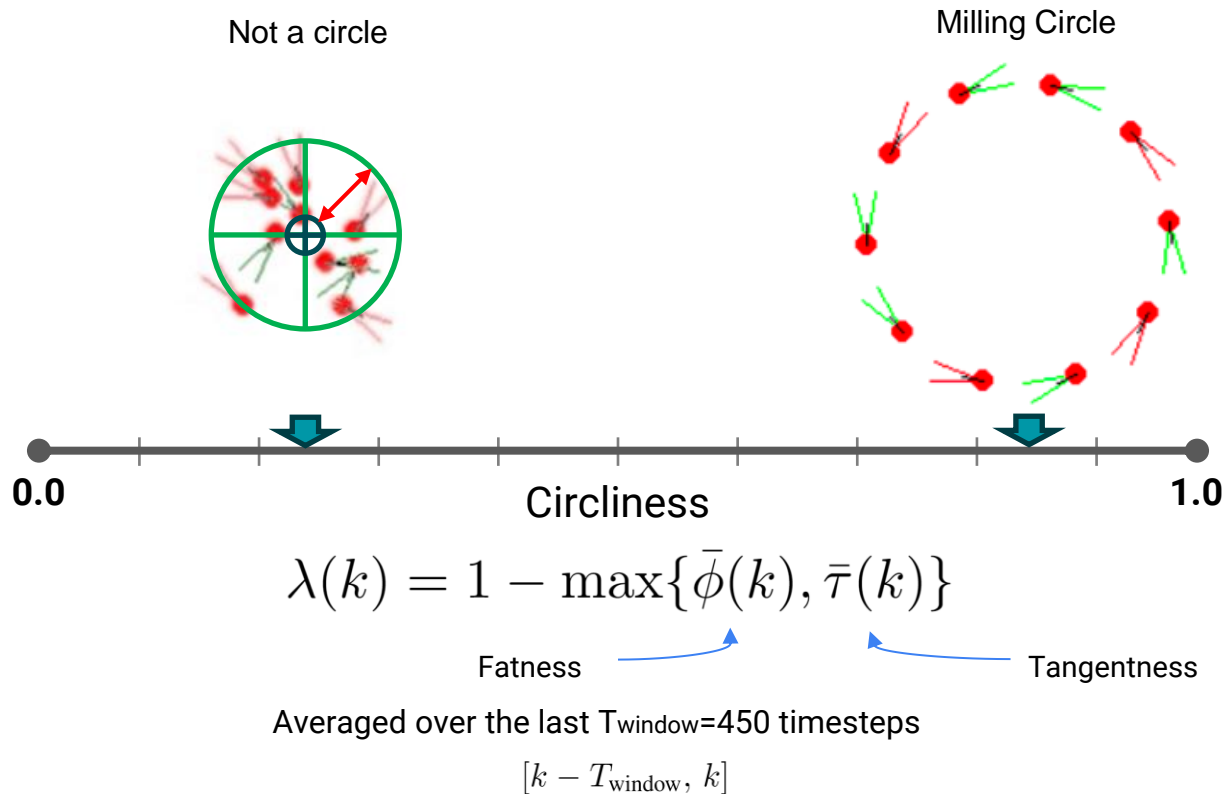 Not a circle
Milling Circle
0.0
1.0
Circliness
λ(k) = 1 − max{ϕ̄(k), τ̄(k)}
Fatness
Tangentness
Averaged over the last Twindow=450 timesteps
[k − Twindow, k]